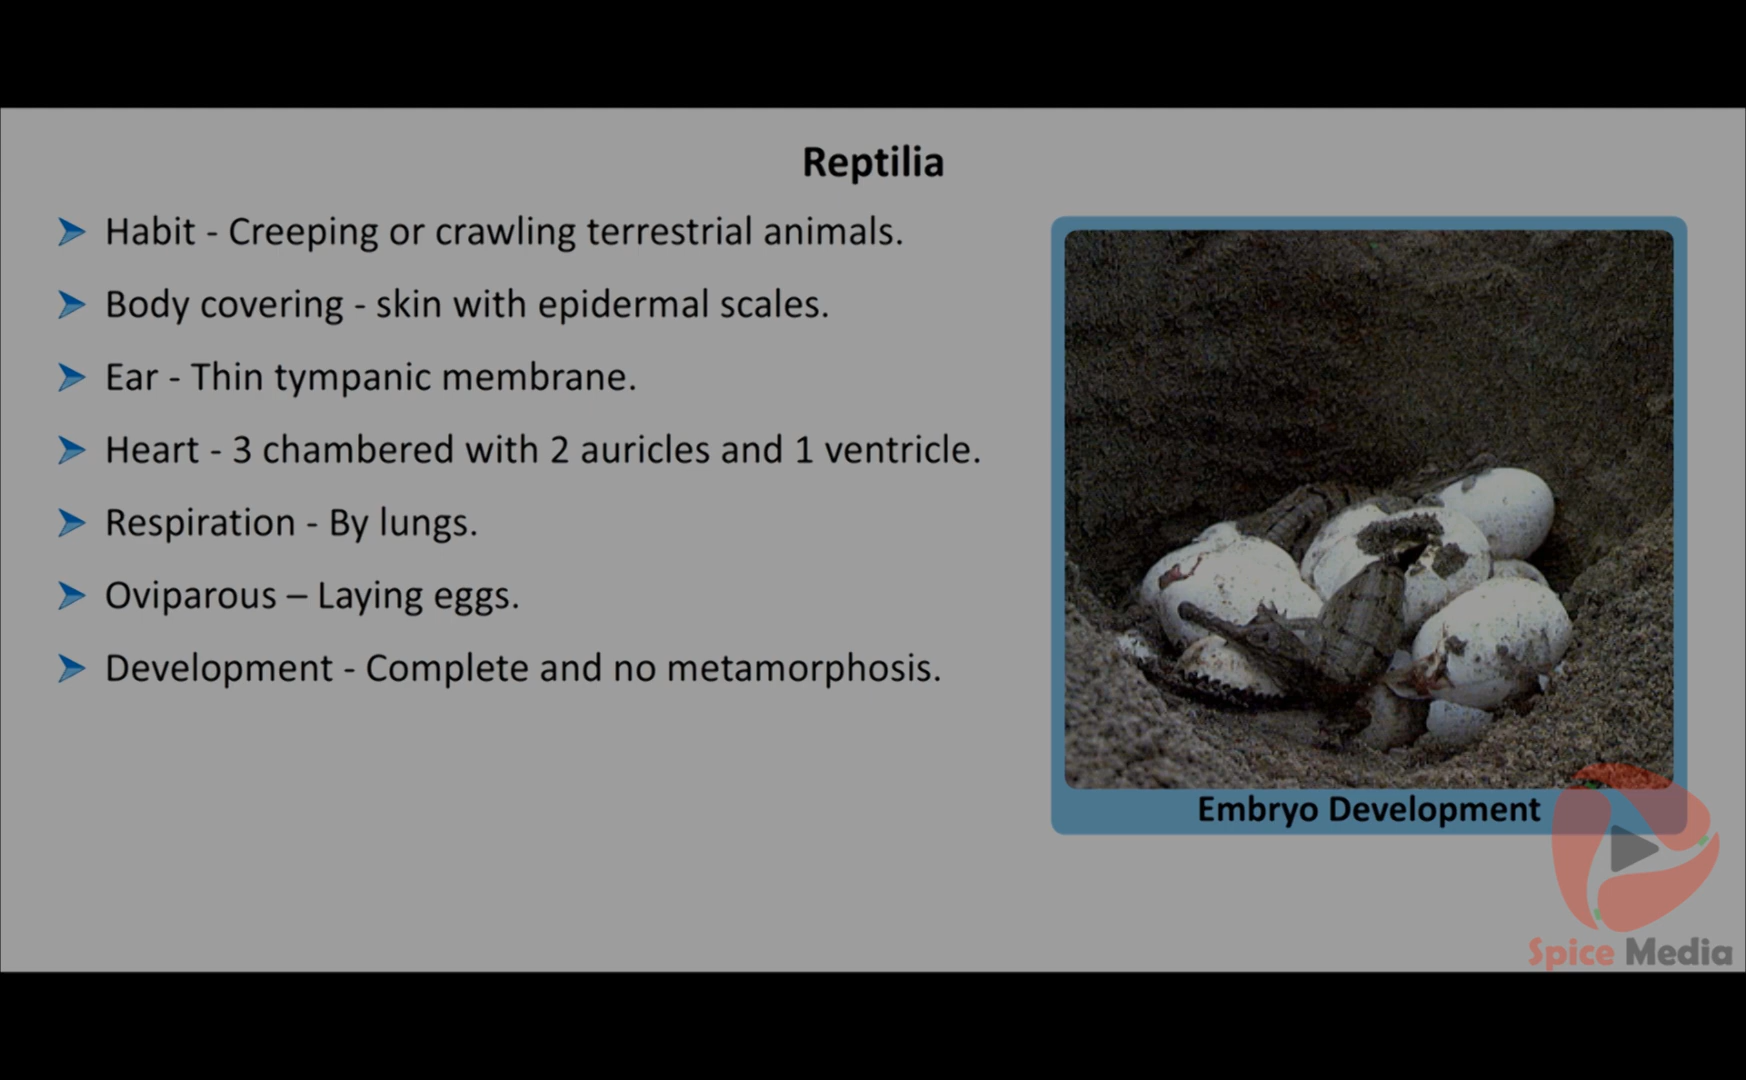 Reptilia
Habit - Creeping or crawling terrestrial animals.
Body covering - skin with epidermal scales.
Ear - Thin tympanic membrane.
Heart - 3 chambered with 2 auricles and 1 ventricle.
Respiration - By lungs.
Oviparous – Laying eggs.
Development - Complete and no metamorphosis.
Embryo Development
Spice Media